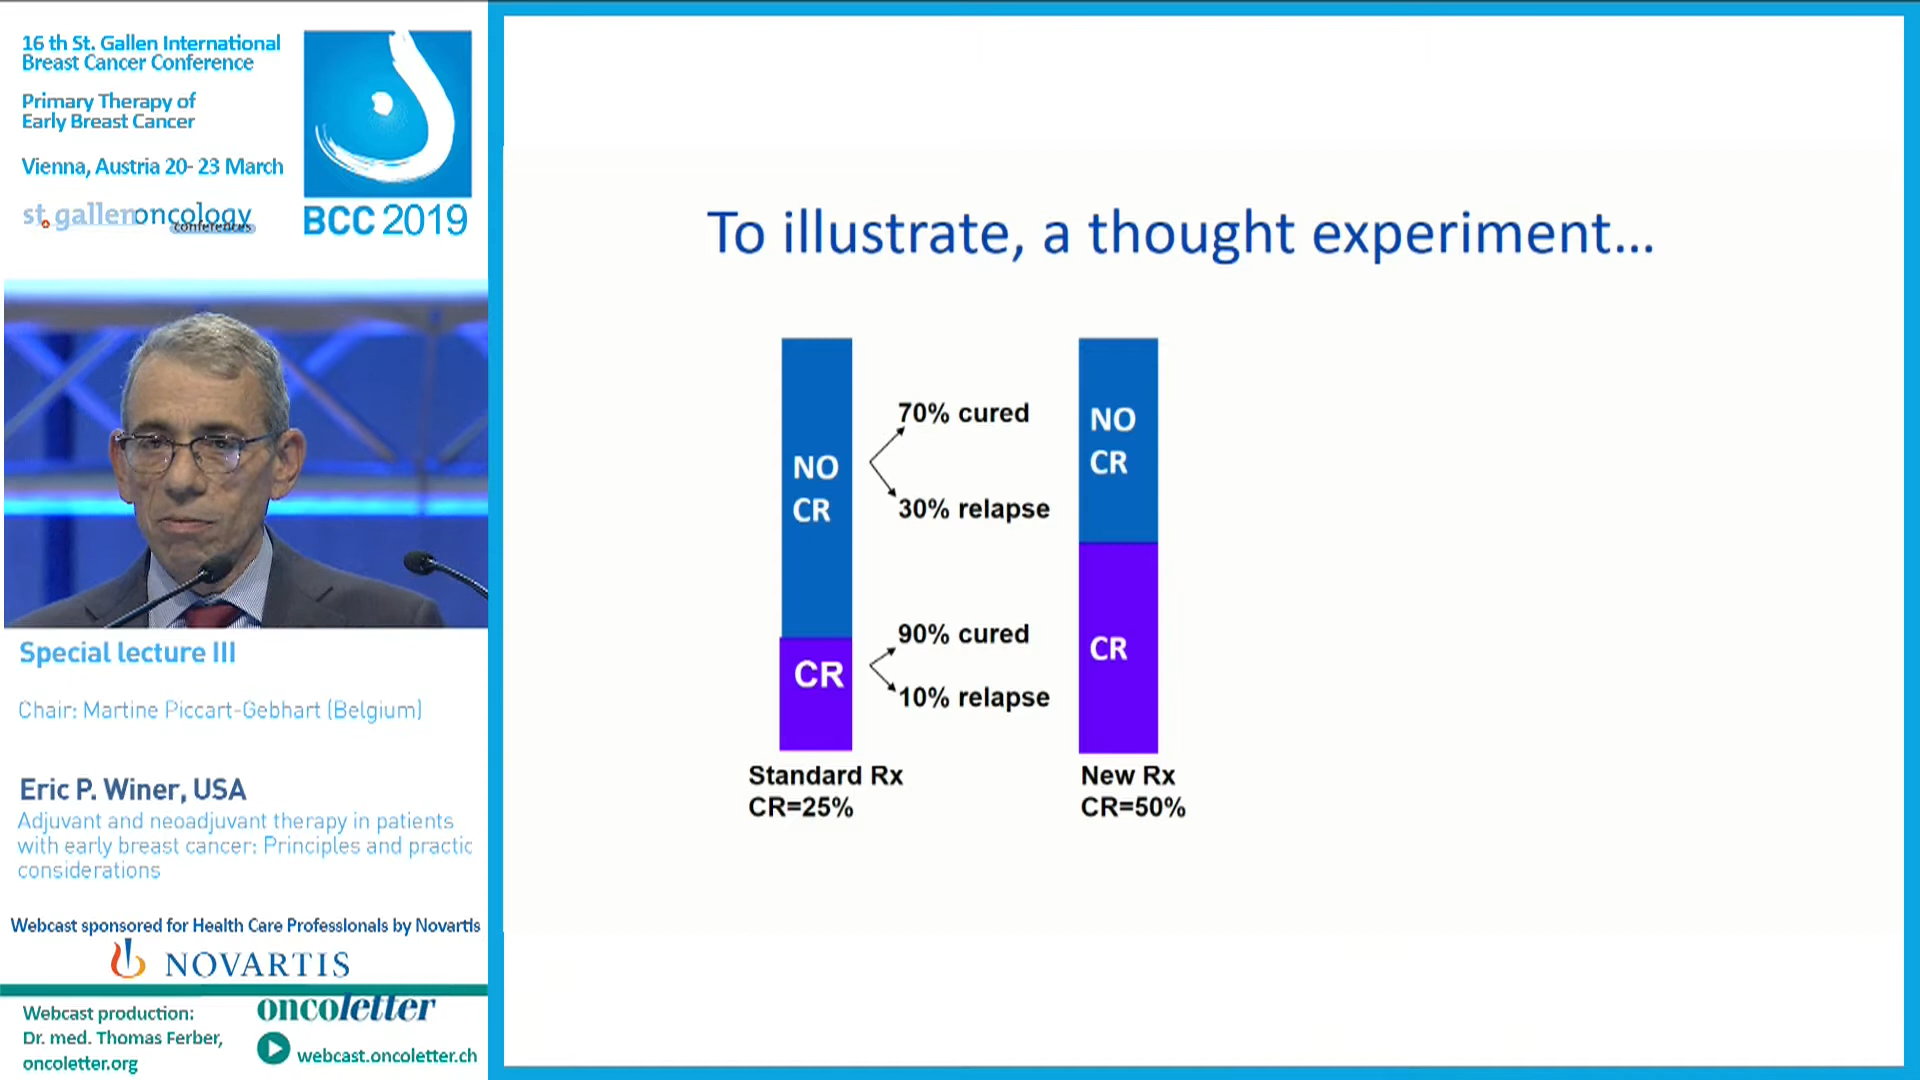 16 th St. Gallen International
Breast Cancer Conference
Primary Therapy of
Early Breast Cancer
Vienna, Austria 20- 23 March
st.gallenoncology
conferences
BCC 2019
Special lecture III
Chair: Martine Piccart-Gebhart (Belgium)
Eric P. Winer, USA
Adjuvant and neoadjuvant therapy in patients
with early breast cancer: Principles and practic
considerations
Webcast sponsored for Health Care Professionals by Novartis
NOVARTIS
Webcast production:
Dr. med. Thomas Ferber,
oncoletter.org
oncoletter
webcast.oncoletter.ch
To illustrate, a thought experiment...
NO
CR
70% cured
30% relapse
CR
90% cured
10% relapse
Standard Rx
CR=25%
NO
CR
CR
New Rx
CR=50%